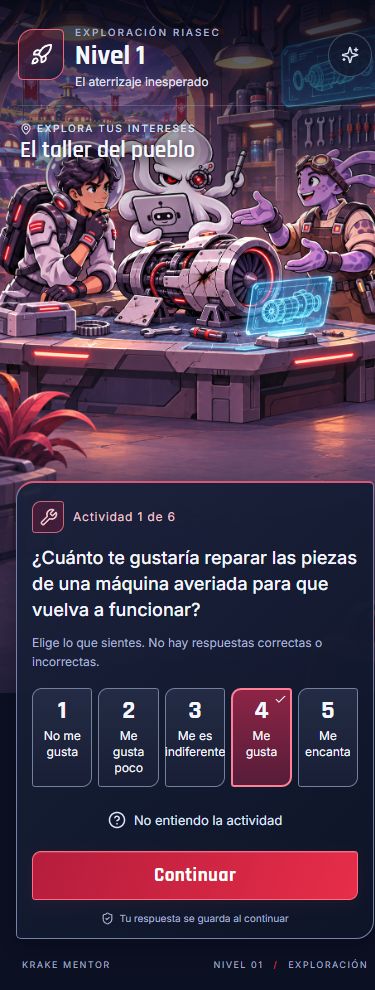 EXPLORACIÓN RIASEC
Nivel 1
El aterrizaje inesperado
EXPLORA TUS INTERESES
El taller del pueblo
Actividad 1 de 6
¿Cuánto te gustaría reparar las piezas
de una máquina averiada para que
vuelva a funcionar?
Elige lo que sientes. No hay respuestas correctas o
incorrectas.
1
No me
gusta
2
Me
gusta
poco
3
Me es
indiferente
4
Me
gusta
5
Me
encanta
No entiendo la actividad
Continuar
Tu respuesta se guarda al continuar
KRAKE MENTOR
NIVEL 01 / EXPLORACIÓN